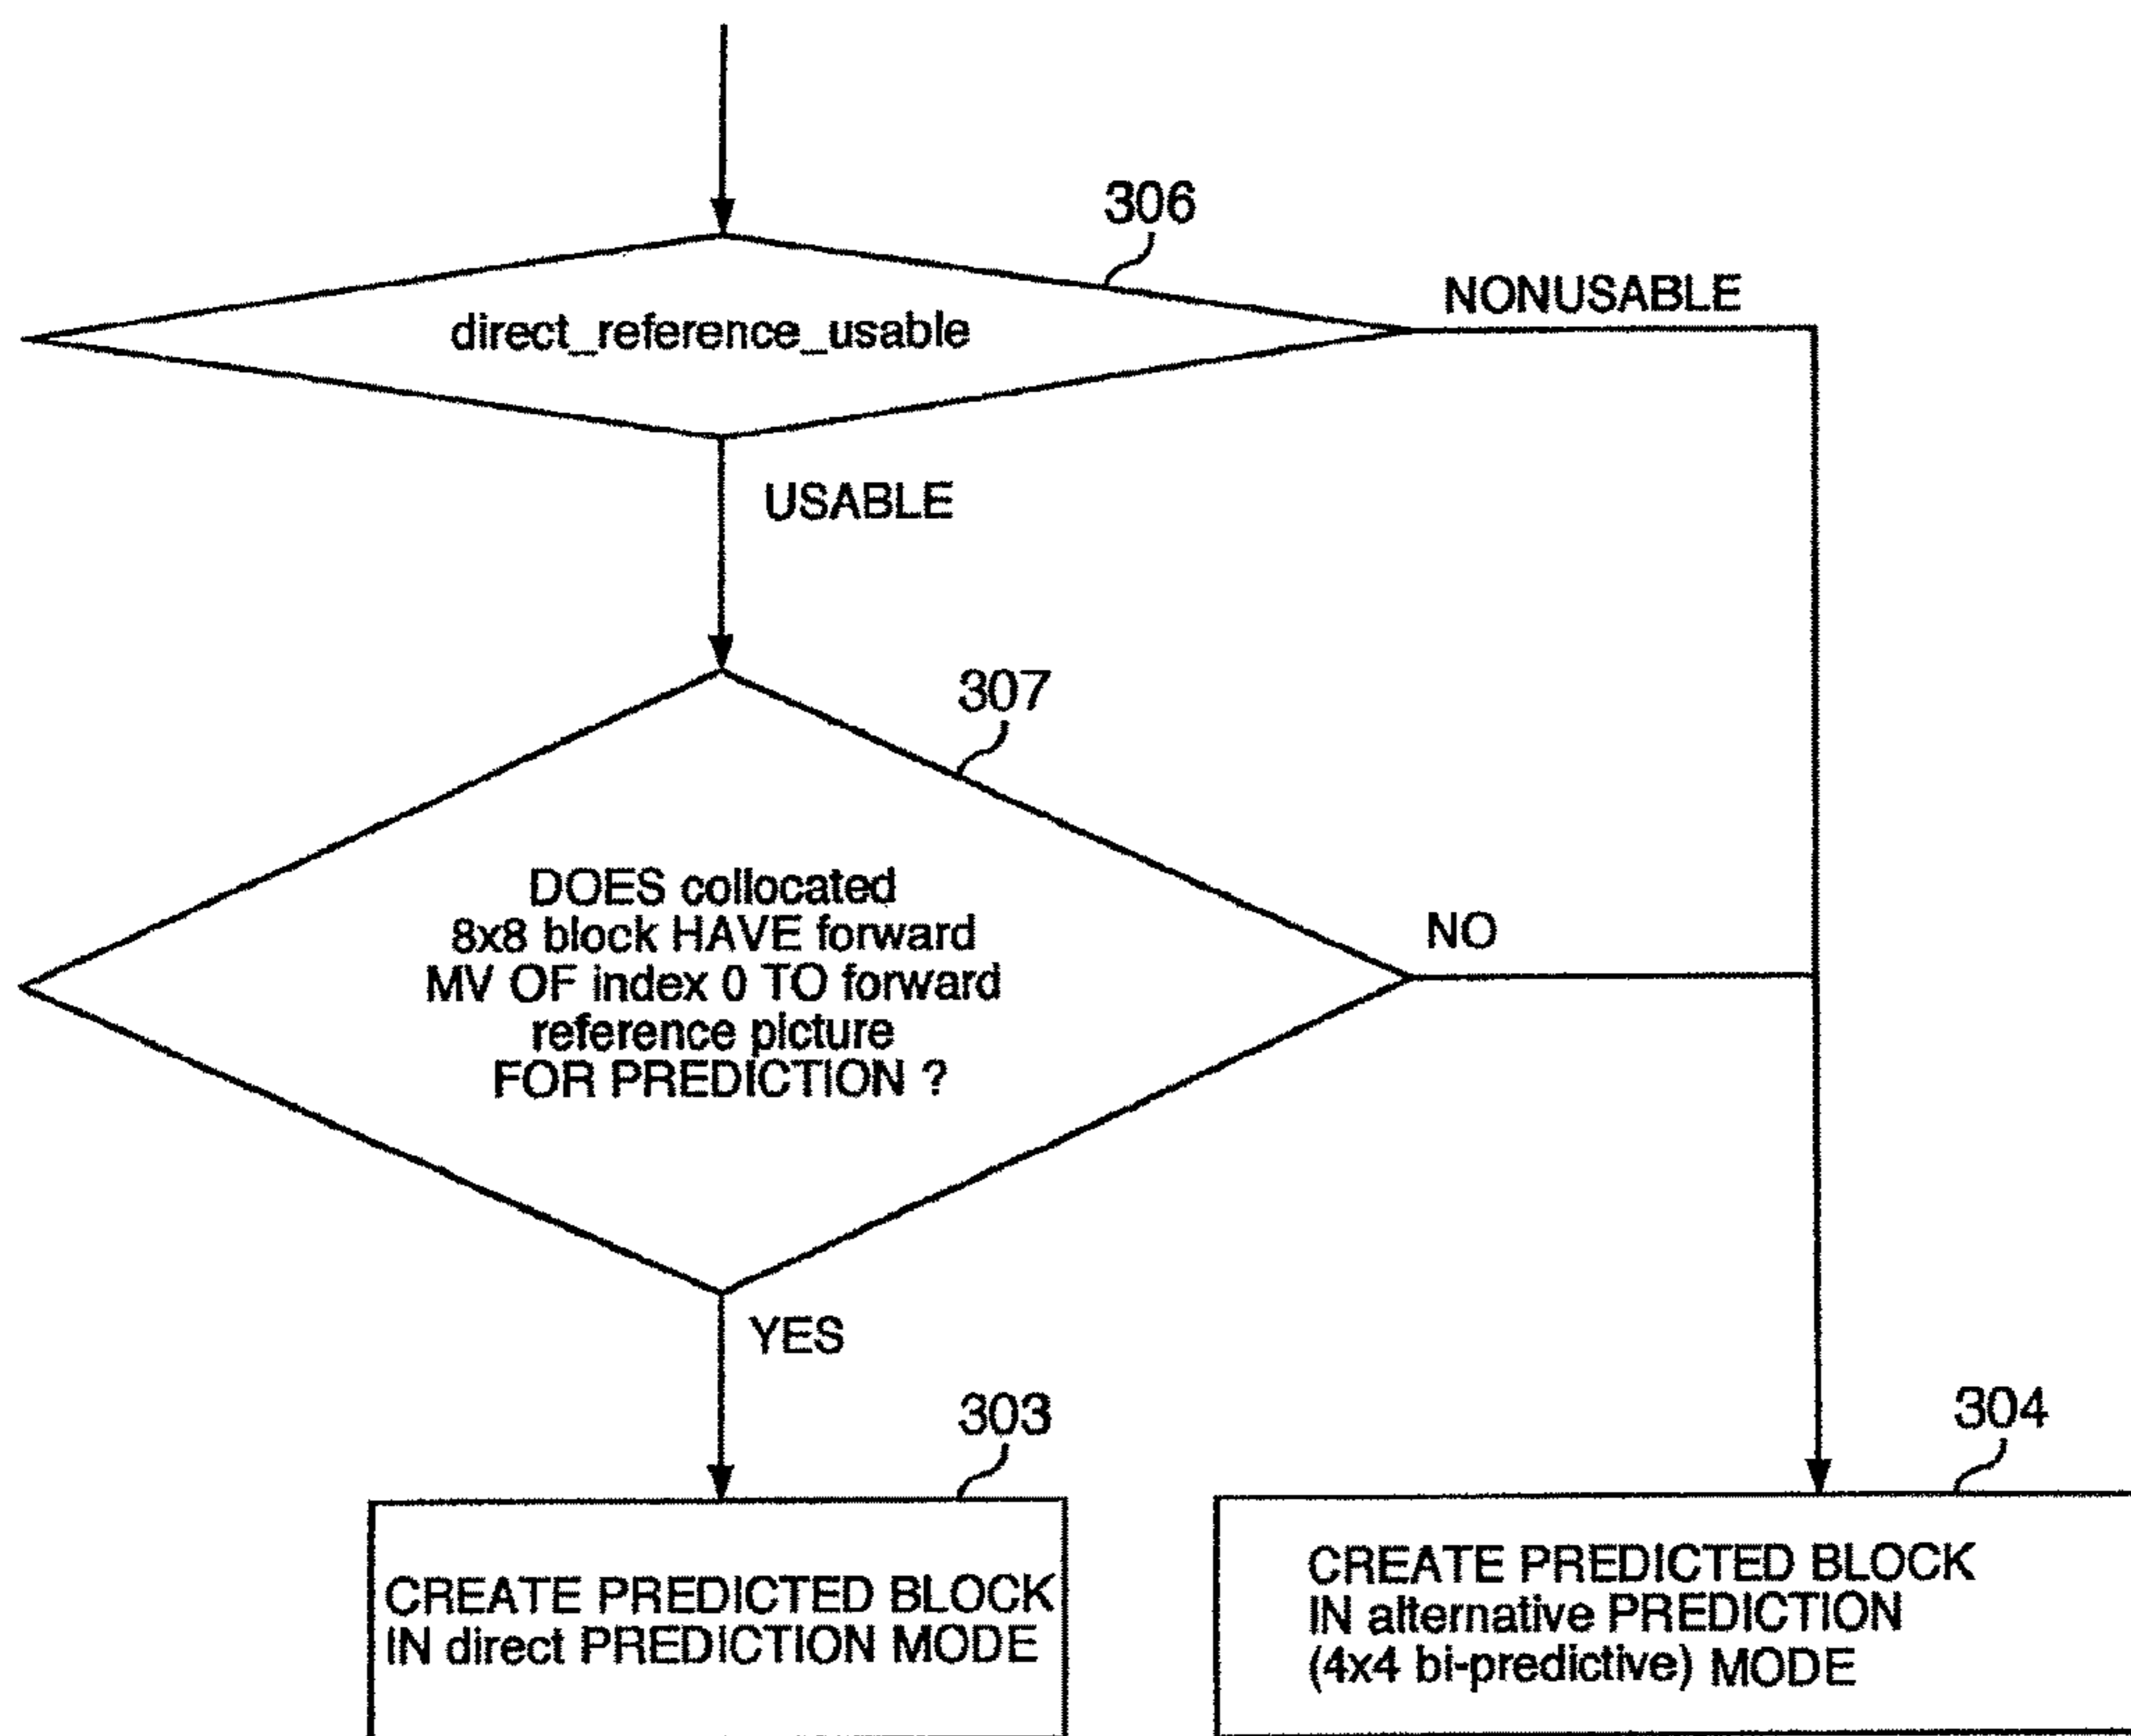 306
NONUSABLE
direct_reference_usable
USABLE
307
DOES collocated
8x8 block HAVE forward
MV OF index 0 TO forward
reference picture
FOR PREDICTION ?
NO
YES
303
304
CREATE PREDICTED BLOCK
IN direct PREDICTION MODE
CREATE PREDICTED BLOCK
IN alternative PREDICTION
(4x4 bi-predictive) MODE